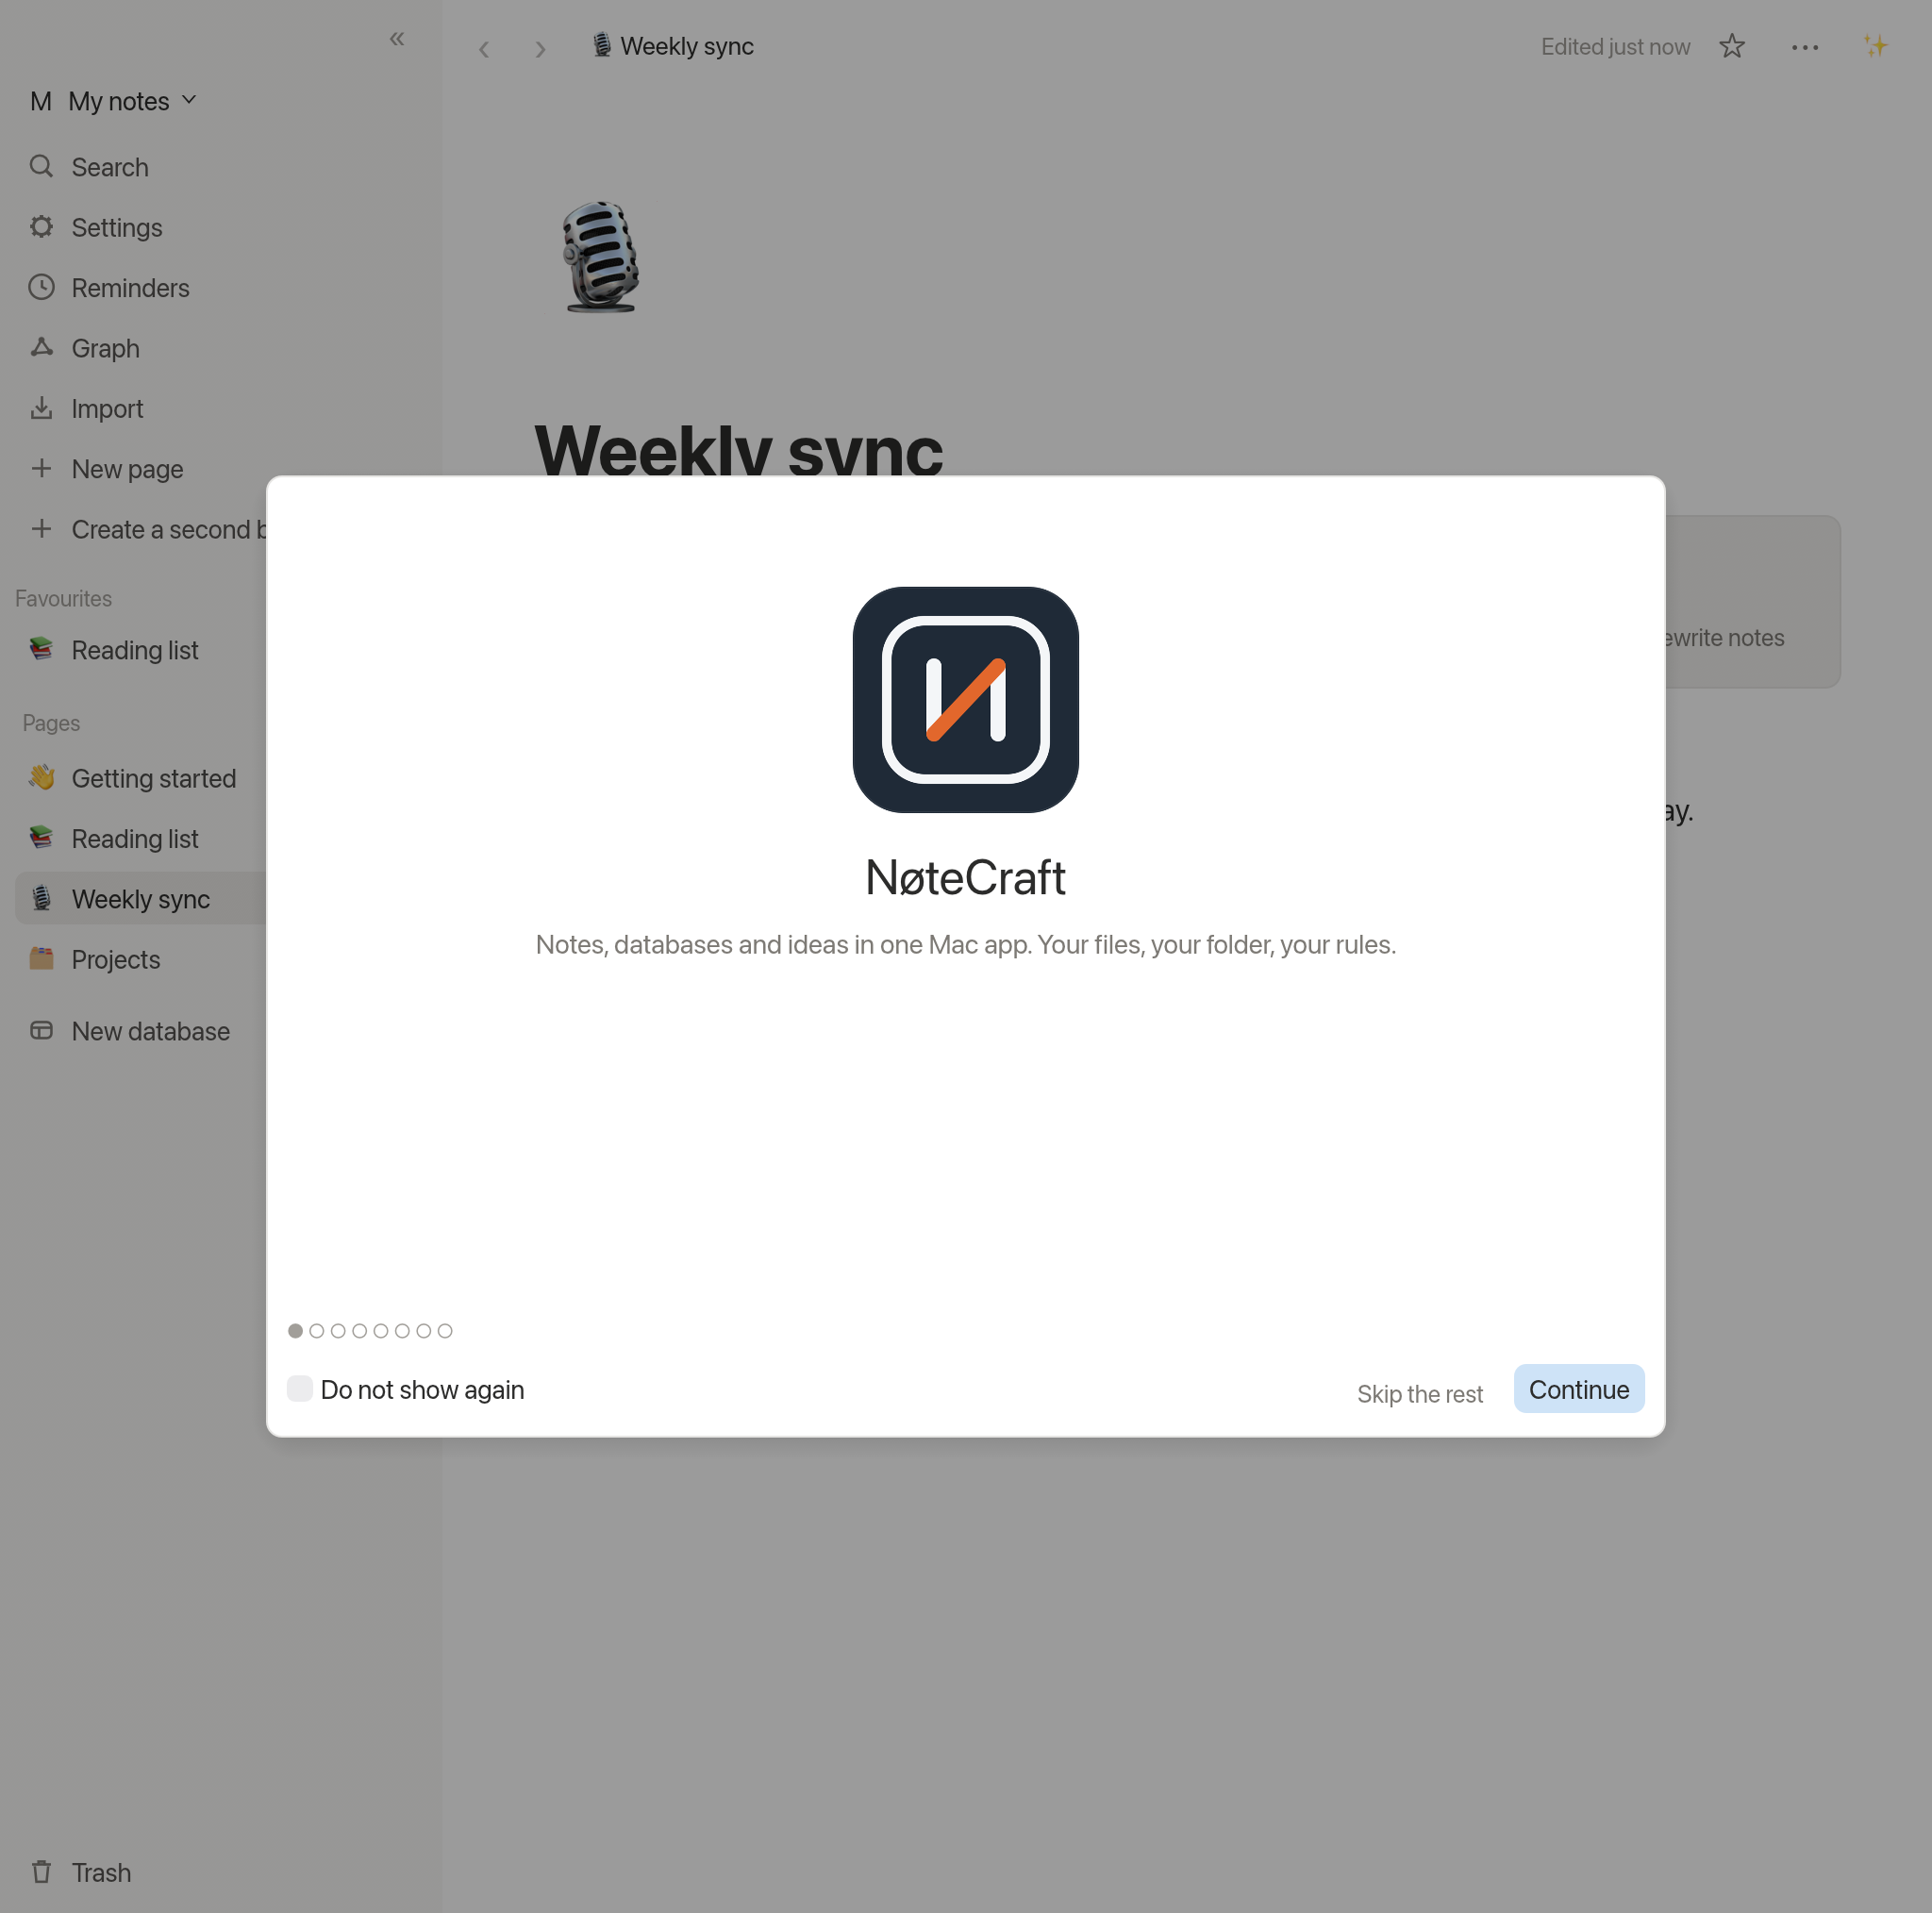 Weekly sync
Edited just now
M My notes
Search
Settings
Reminders
Graph
Import
New page
Create a second
Favourites
Reading list
Pages
Getting started
Reading list
Weekly sync
Projects
New database
Trash
Weekly sync
notes
NøteCraft
Notes, databases and ideas in one Mac app. Your files, your folder, your rules.
Do not show again
Skip the rest
Continue